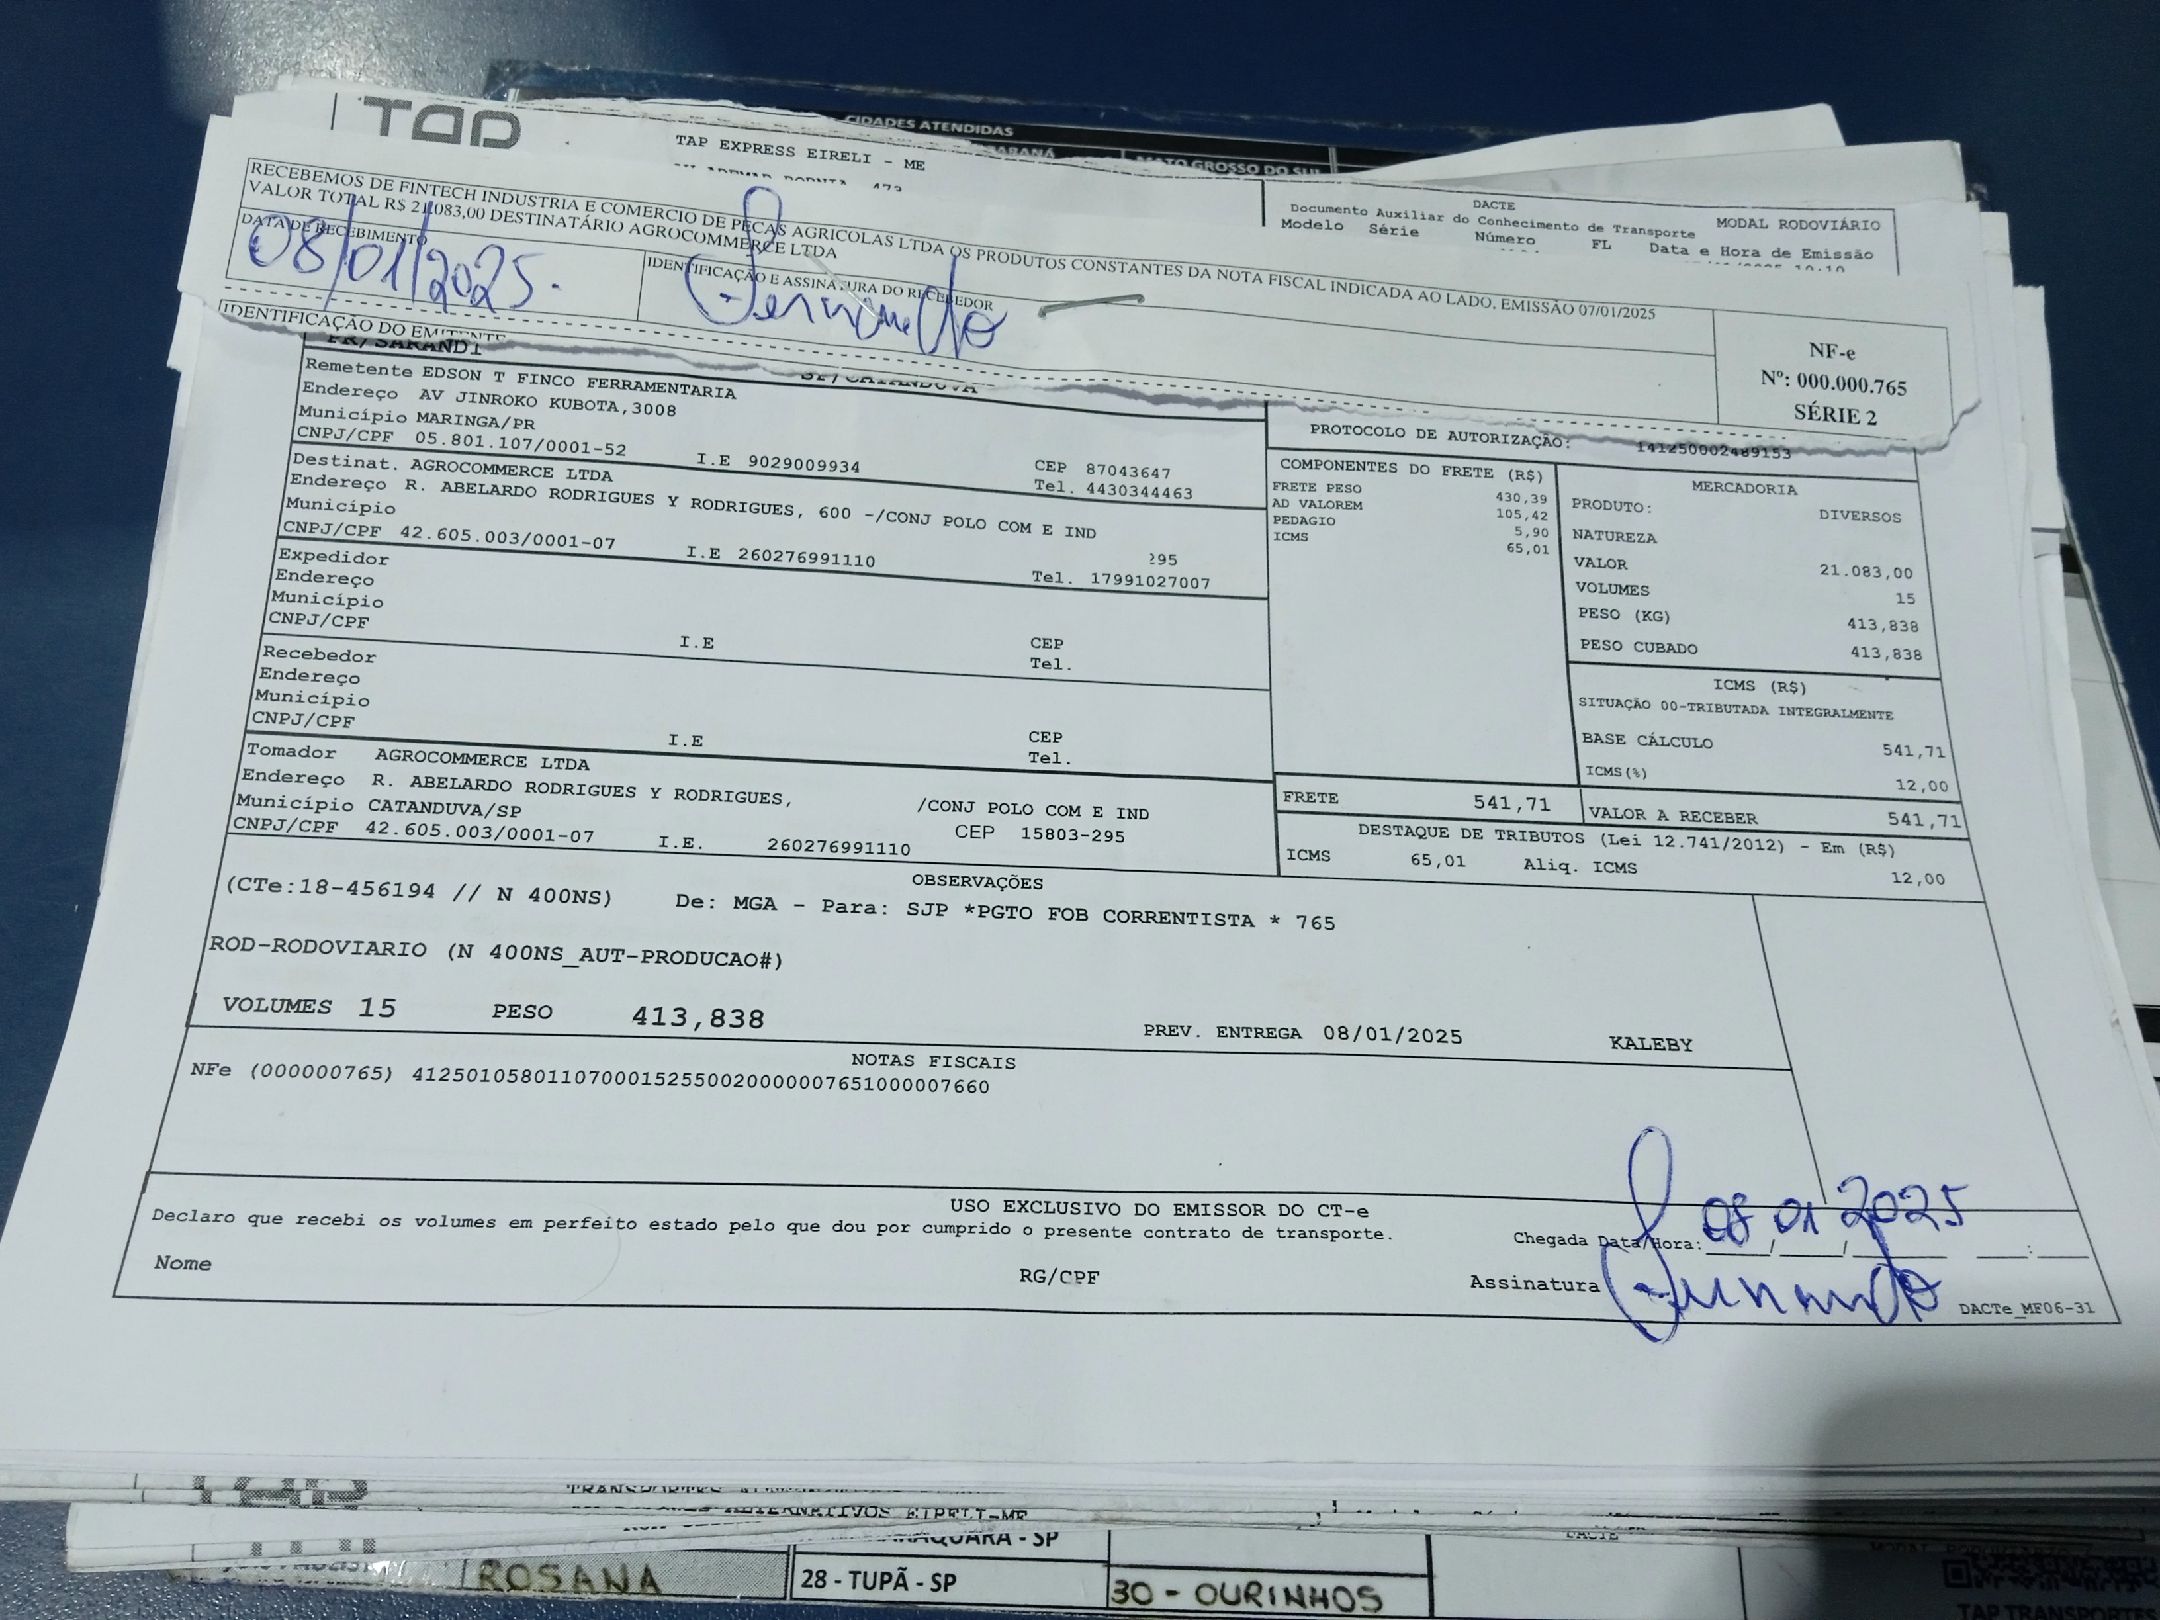 TAP
CIDADES ATENDIDAS
TAP EXPRESS EIRELI - ME
MATO GROSSO DO SUL
DACTE
Documento Auxiliar do Conhecimento de Transporte
MODAL RODOVIÁRIO
Modelo Série Número FL Data e Hora de Emissão
RECEBEMOS DE FINTECH INDUSTRIA E COMERCIO DE PEÇAS AGRICOLAS LTDA OS PRODUTOS CONSTANTES DA NOTA FISCAL INDICADA AO LADO. EMISSÃO 07/01/2025
VALOR TOTAL R$ 21.083,00 DESTINATÁRIO AGROCOMMERCE LTDA
DATA DE RECEBIMENTO
08/01/2025.
IDENTIFICAÇÃO E ASSINATURA DO RECEBEDOR
Fernando
NF-e
Nº: 000.000.765
SÉRIE 2
IDENTIFICAÇÃO DO EMITENTE
PR/SARANDI
SP/CATANDUVA
Remetente EDSON T FINCO FERRAMENTARIA
Endereço AV JINROKO KUBOTA,3008
Município MARINGA/PR
CNPJ/CPF 05.801.107/0001-52 I.E 9029009934
CEP 87043647
Tel. 4430344463
Destinat. AGROCOMMERCE LTDA
Endereço R. ABELARDO RODRIGUES Y RODRIGUES, 600 -/CONJ POLO COM E IND
Município
295
CNPJ/CPF 42.605.003/0001-07 I.E 260276991110 Tel. 17991027007
Expedidor
Endereço
Município
CNPJ/CPF I.E CEP
Tel.
Recebedor
Endereço
Município
CNPJ/CPF I.E CEP
Tel.
Tomador AGROCOMMERCE LTDA
Endereço R. ABELARDO RODRIGUES Y RODRIGUES, /CONJ POLO COM E IND
Município CATANDUVA/SP CEP 15803-295
CNPJ/CPF 42.605.003/0001-07 I.E. 260276991110
PROTOCOLO DE AUTORIZAÇÃO: 141250002489153
COMPONENTES DO FRETE (R$)
FRETE PESO 430,39
AD VALOREM 105,42
PEDAGIO 5,90
ICMS 65,01
MERCADORIA
PRODUTO: DIVERSOS
NATUREZA
VALOR 21.083,00
VOLUMES 15
PESO (KG) 413,838
PESO CUBADO 413,838
ICMS (R$)
SITUAÇÃO 00-TRIBUTADA INTEGRALMENTE
BASE CÁLCULO 541,71
ICMS(%) 12,00
FRETE 541,71 VALOR A RECEBER 541,71
DESTAQUE DE TRIBUTOS (Lei 12.741/2012) - Em (R$)
ICMS 65,01 Aliq. ICMS 12,00
OBSERVAÇÕES
(CTe:18-456194 // N 400NS) De: MGA - Para: SJP *PGTO FOB CORRENTISTA * 765
ROD-RODOVIARIO (N 400NS_AUT-PRODUCAO#)
VOLUMES 15 PESO 413,838 PREV. ENTREGA 08/01/2025 KALEBY
NOTAS FISCAIS
NFe (000000765) 41250105801107000152550020000007651000007660
USO EXCLUSIVO DO EMISSOR DO CT-e
Declaro que recebi os volumes em perfeito estado pelo que dou por cumprido o presente contrato de transporte.
Chegada Data/Hora: 08 01 2025
Nome RG/CPF Assinatura Fernando
DACTe_MF06-31
ROSANA
28 - TUPÃ - SP
30 - OURINHOS